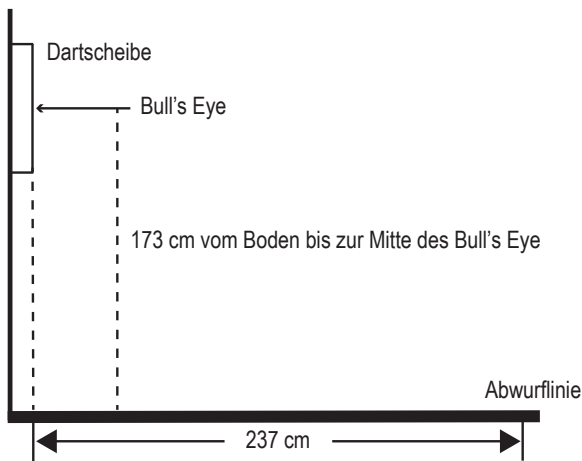 Dartscheibe
Bull’s Eye
173 cm vom Boden bis zur Mitte des Bull’s Eye
Abwurflinie
237 cm